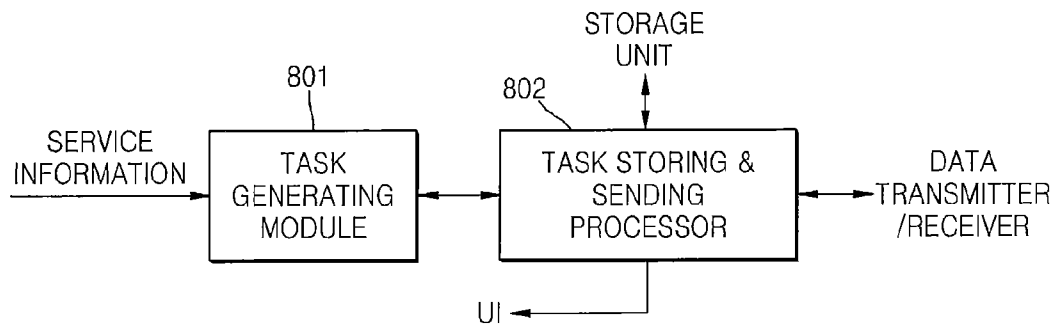 STORAGE
UNIT
801
802
SERVICE
INFORMATION
TASK
GENERATING
MODULE
TASK STORING &
SENDING
PROCESSOR
DATA
TRANSMITTER
/RECEIVER
UI